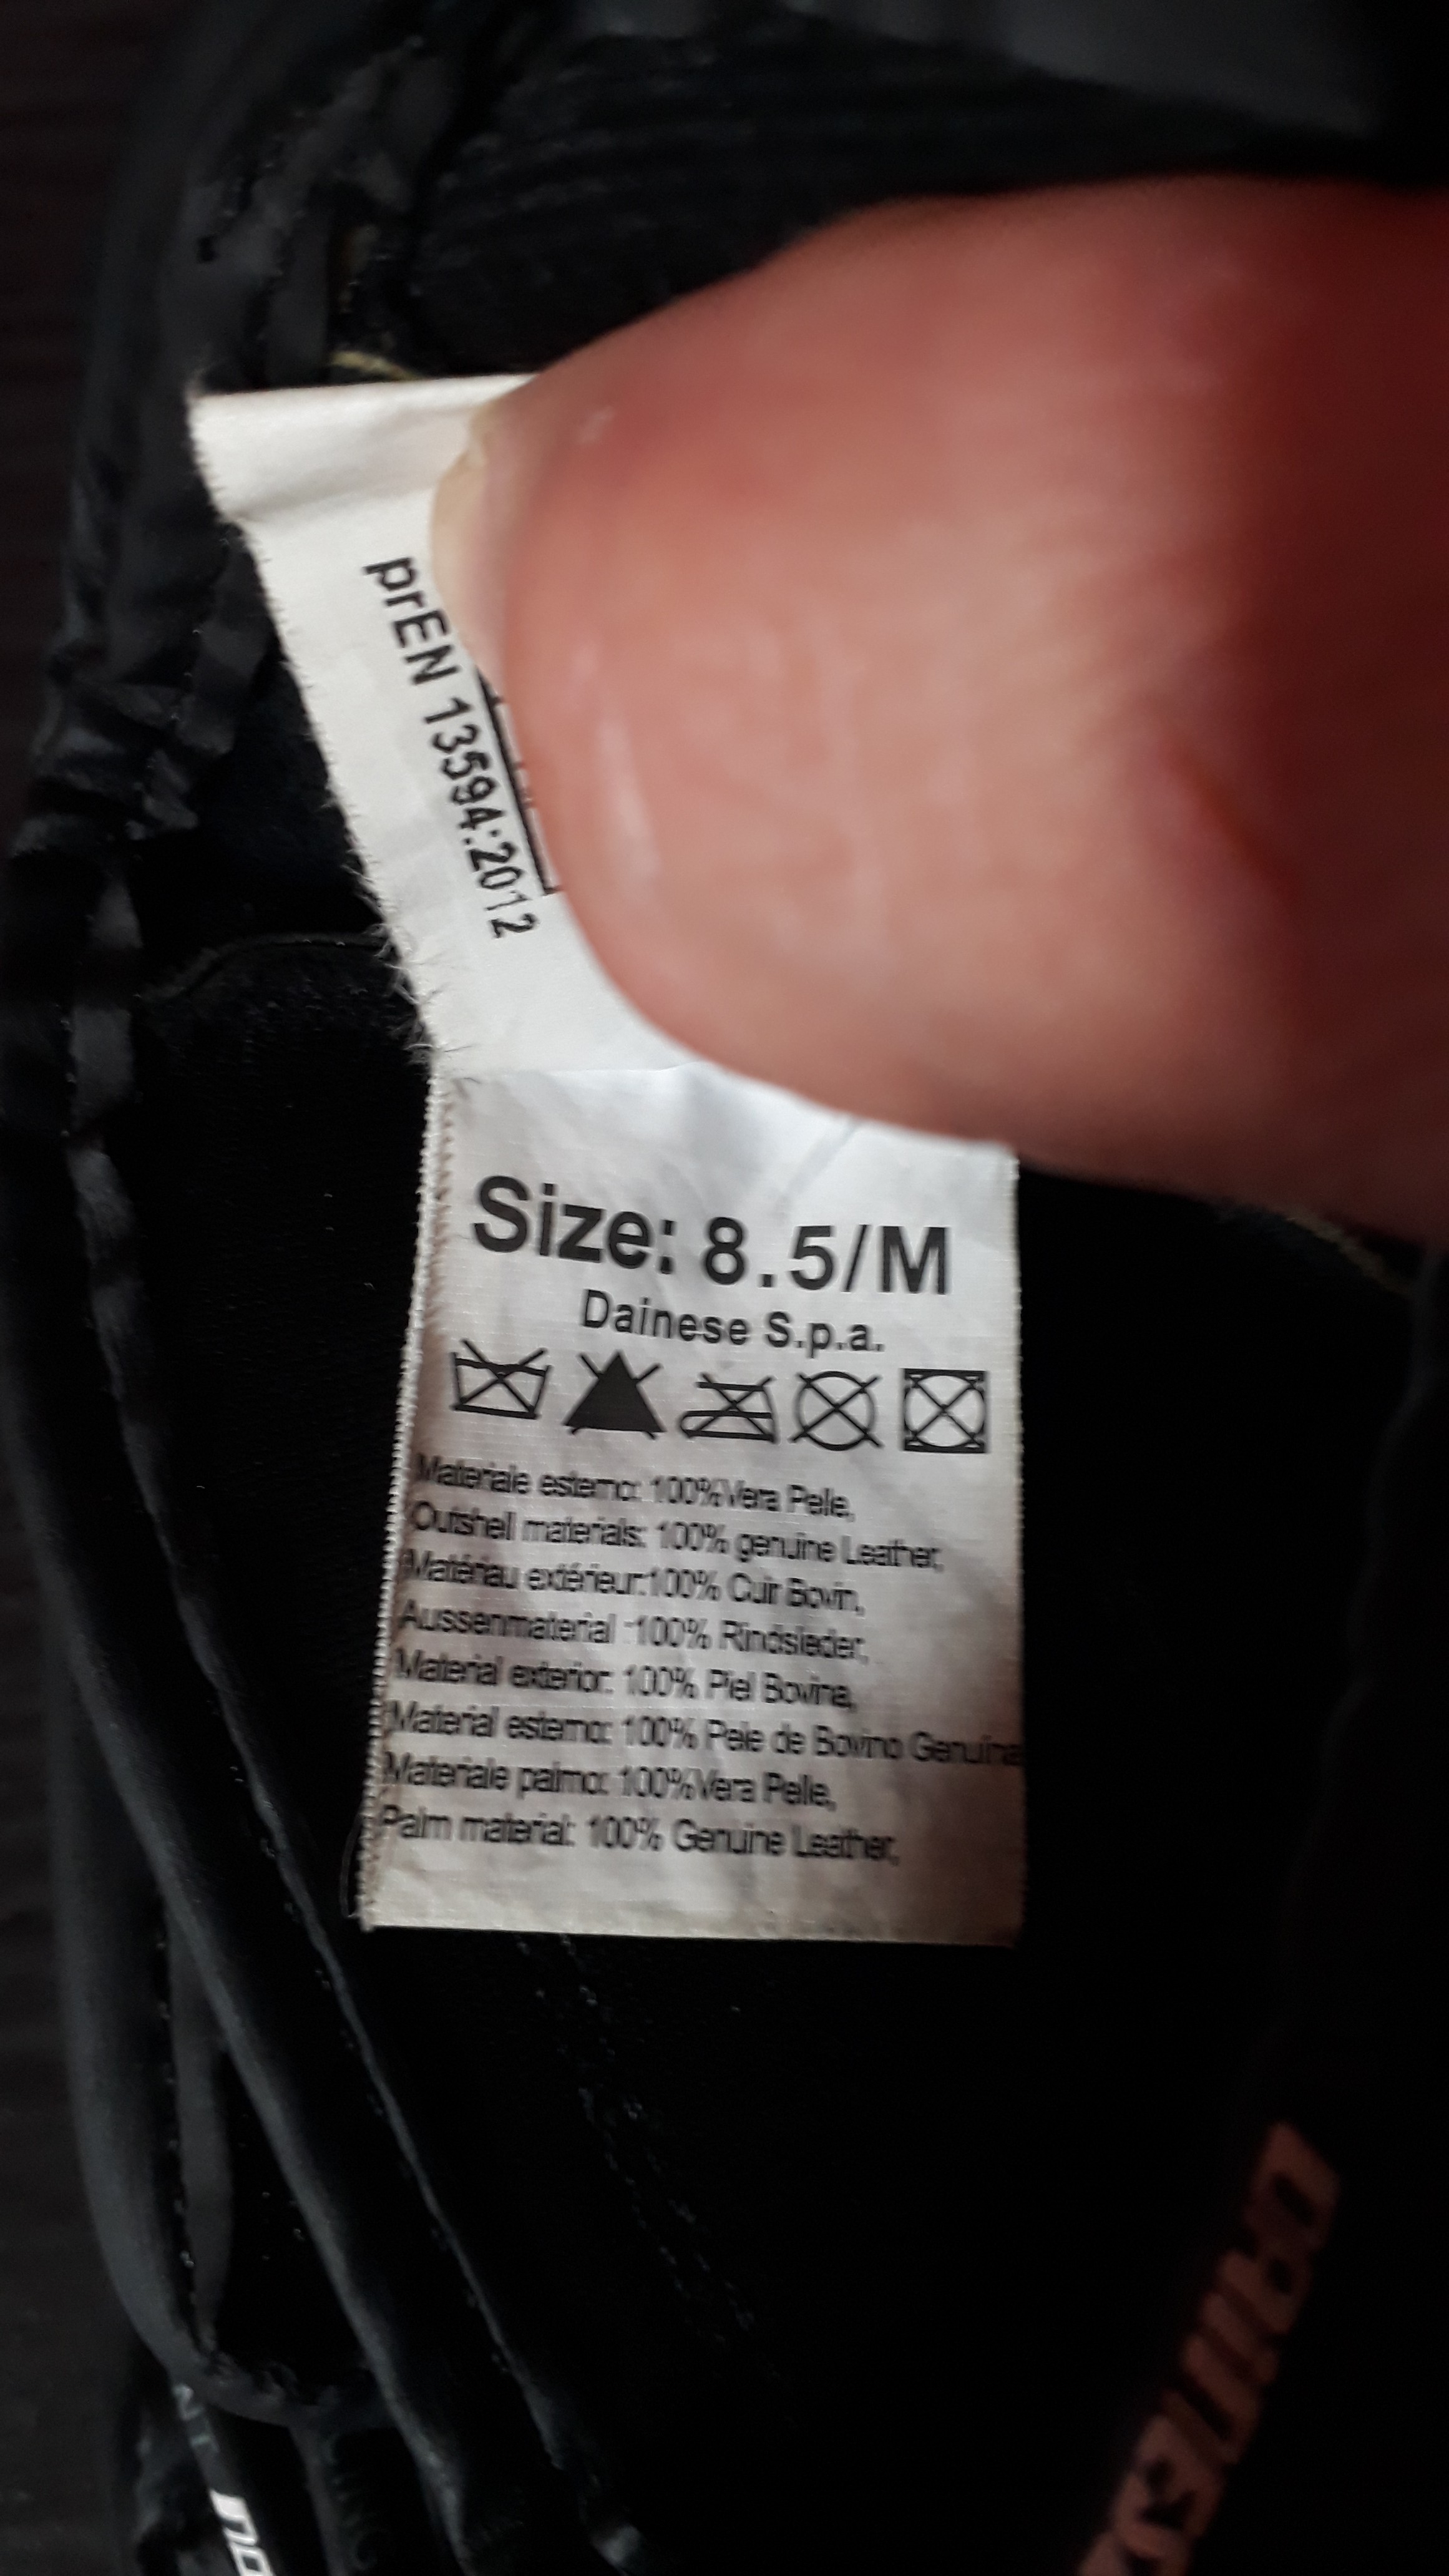 prEN 13594:2012
Size: 8.5/M
Dainese S.p.a.
Materiale esterno: 100%Vera Pelle,
Outshell materials: 100% genuine Leather,
Matériau extérieur:100% Cuir Bovin,
Aussenmaterial :100% Rindsleder,
Material exterior: 100% Piel Bovina,
Material esterno: 100% Pele de Bovino Genuina
Materiale palmo: 100%Vera Pelle,
Palm material: 100% Genuine Leather,